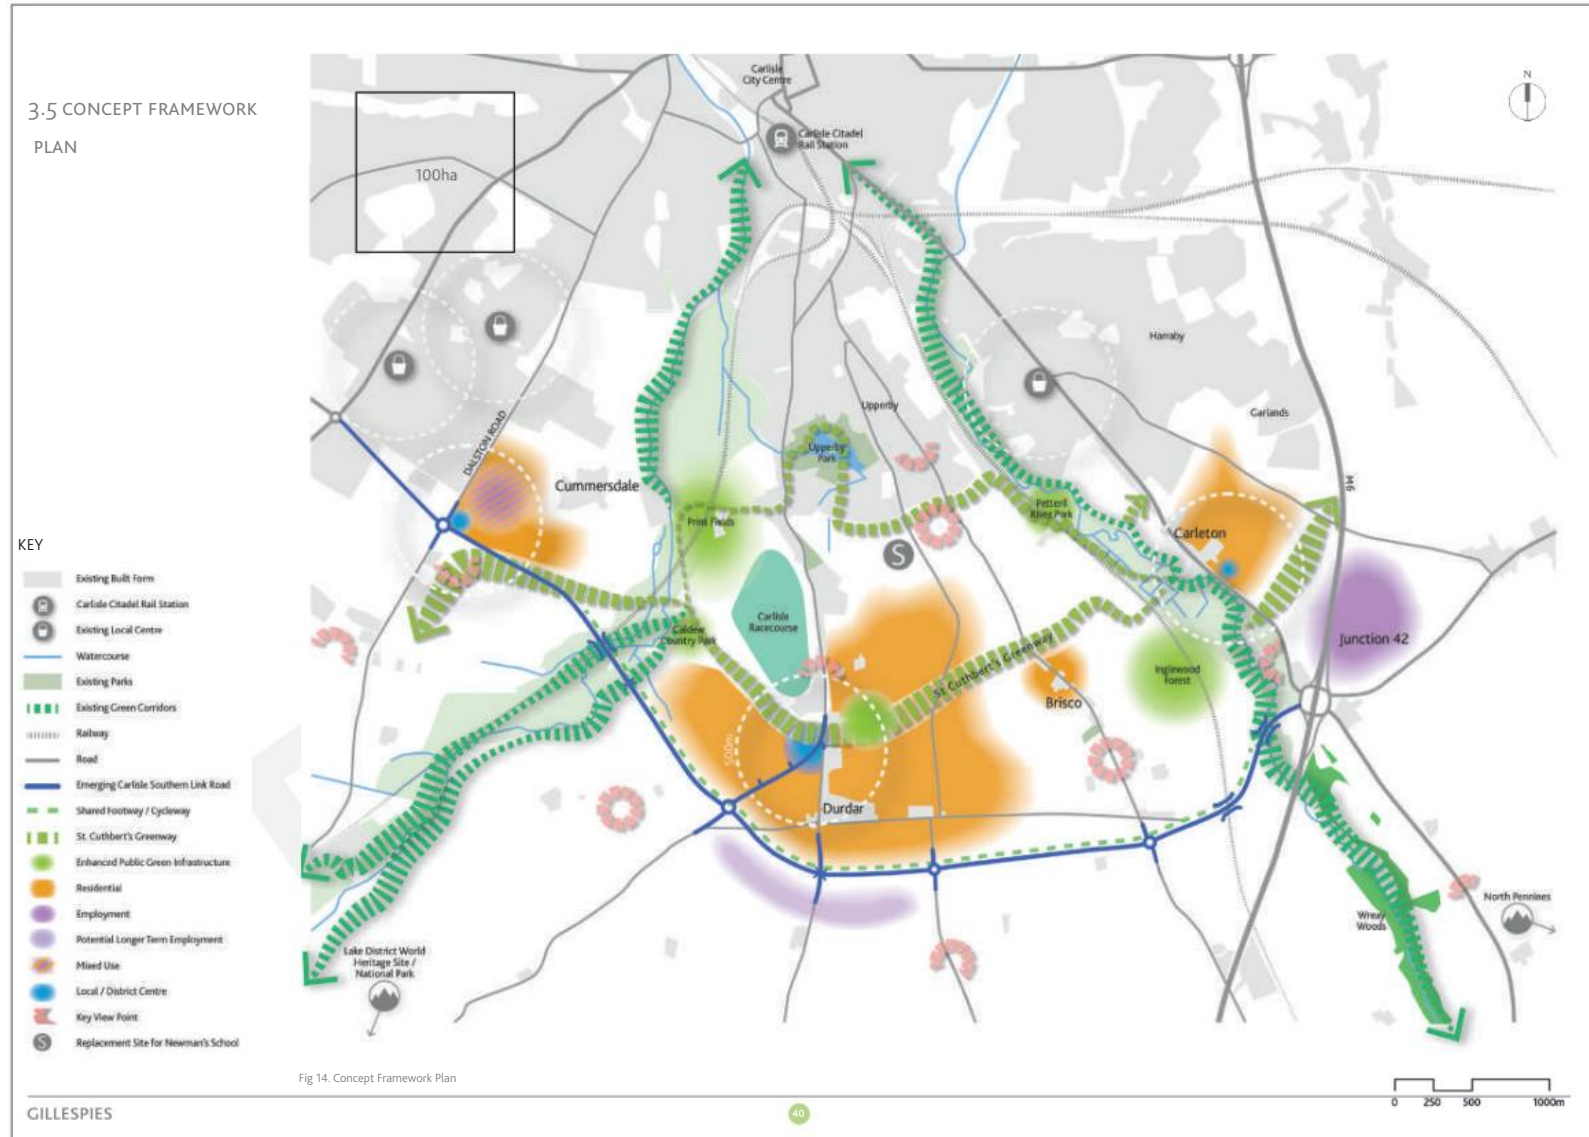 3.5 CONCEPT FRAMEWORK
PLAN
100ha
Carlisle
City Centre
Carlisle Citadel
Rail Station
N
Harraby
Garlands
Upperby
DALSTON ROAD
Cummersdale
Upperby
Park
Print Fields
Petteril
River Park
Carleton
M6
Carlisle
Racecourse
S
Caldew
Country Park
Junction 42
St Cuthbert's Greenway
Inglewood
Forest
Brisco
500m
Durdar
Wreay
Woods
North Pennines
Lake District World
Heritage Site /
National Park
KEY
Existing Built Form
Carlisle Citadel Rail Station
Existing Local Centre
Watercourse
Existing Parks
Existing Green Corridors
Railway
Road
Emerging Carlisle Southern Link Road
Shared Footway / Cycleway
St. Cuthbert's Greenway
Enhanced Public Green Infrastructure
Residential
Employment
Potential Longer Term Employment
Mixed Use
Local / District Centre
Key View Point
S Replacement Site for Newman's School
Fig 14. Concept Framework Plan
0 250 500 1000m
GILLESPIES
40